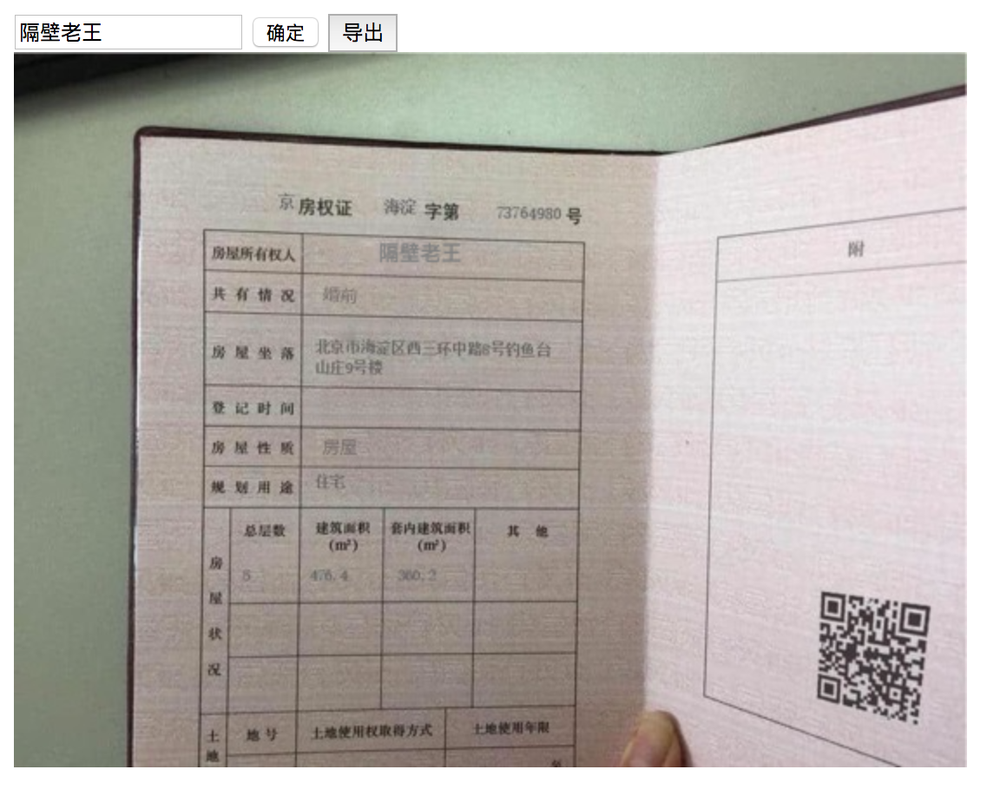 隔壁老王 确定 导出
京房权证 海淀 字第 73764980 号
房屋所有权人 隔壁老王
共有情况 婚前
房屋坐落 北京市海淀区西三环中路8号钓鱼台
山庄9号楼
登记时间
房屋性质 房屋
规划用途 住宅
房屋状况
总层数 建筑面积 套内建筑面积 其他
(m²) (m²)
5 476.4 360.2
土地
地号 土地使用权取得方式 土地使用年限
至
附